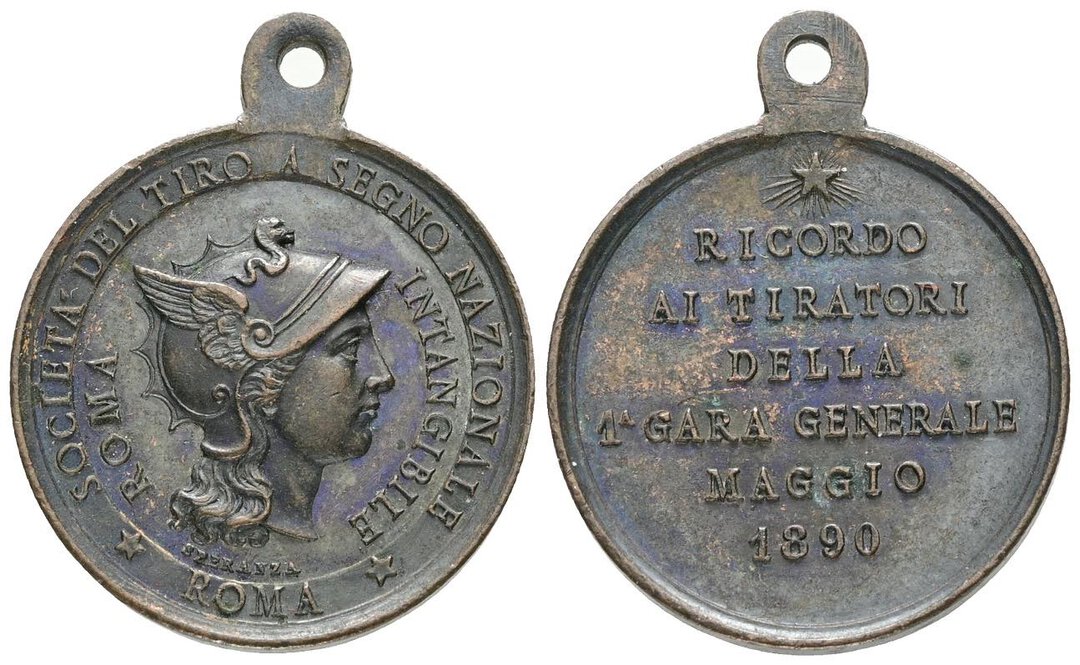 SOCIETA' DEL TIRO A SEGNO NAZIONALE
ROMA INTANGIBILE
SPERANZA
★ ROMA ★
RICORDO
AI TIRATORI
DELLA
1ᴬ GARA GENERALE
MAGGIO
1890